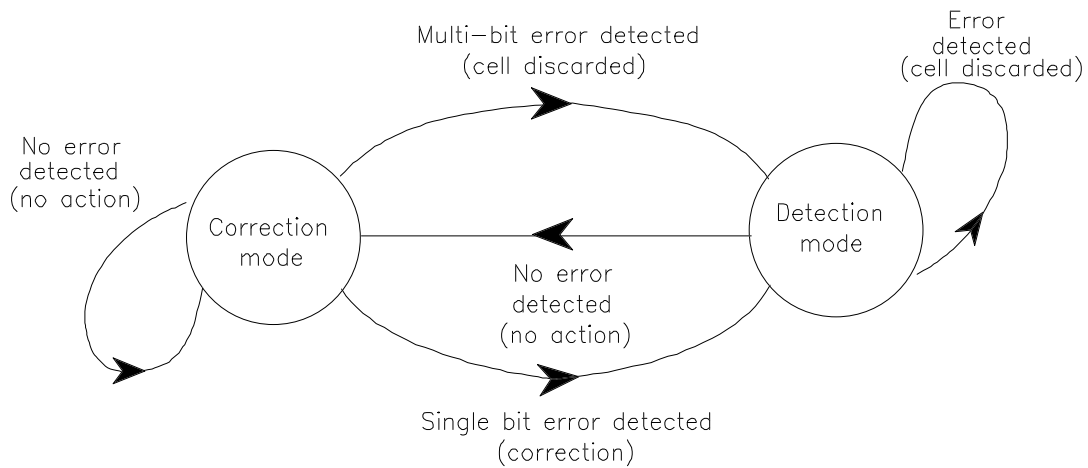 Multi-bit error detected
(cell discarded)
Error
detected
(cell discarded)
No error
detected
(no action)
Correction
mode
Detection
mode
No error
detected
(no action)
Single bit error detected
(correction)